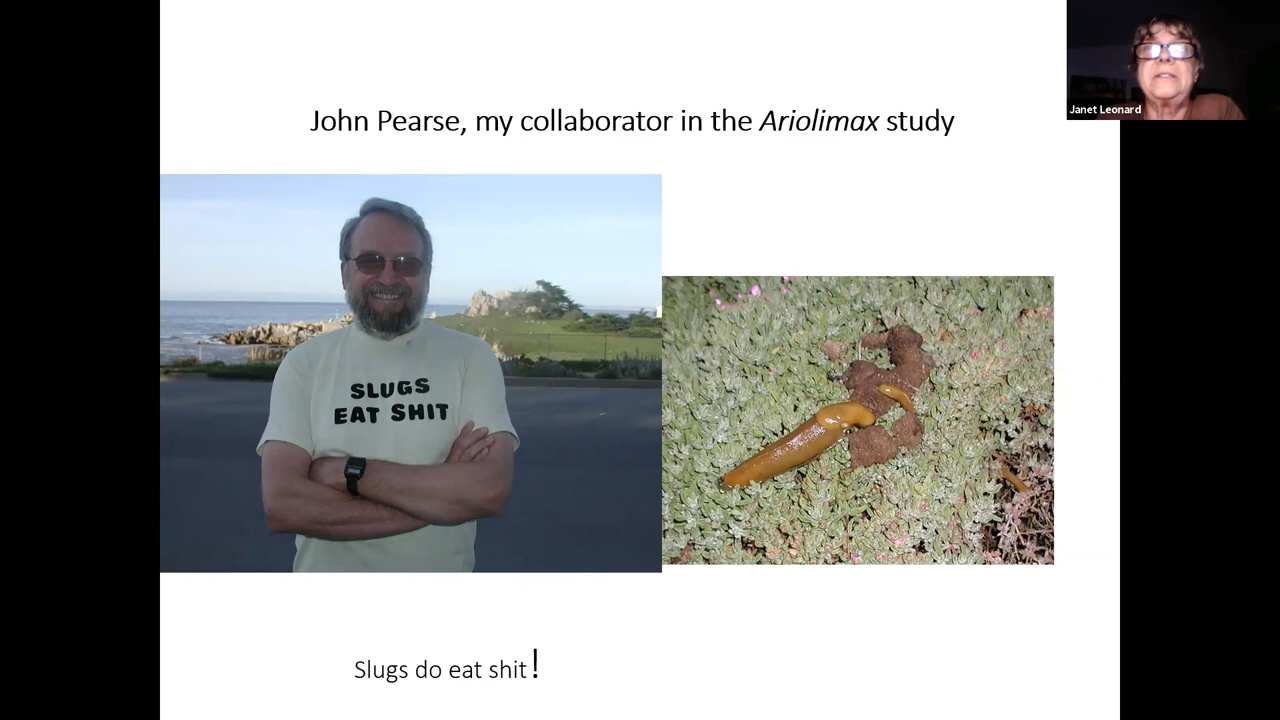 John Pearse, my collaborator in the Ariolimax study
Janet Leonard
SLUGS
EAT SHIT
Slugs do eat shit!